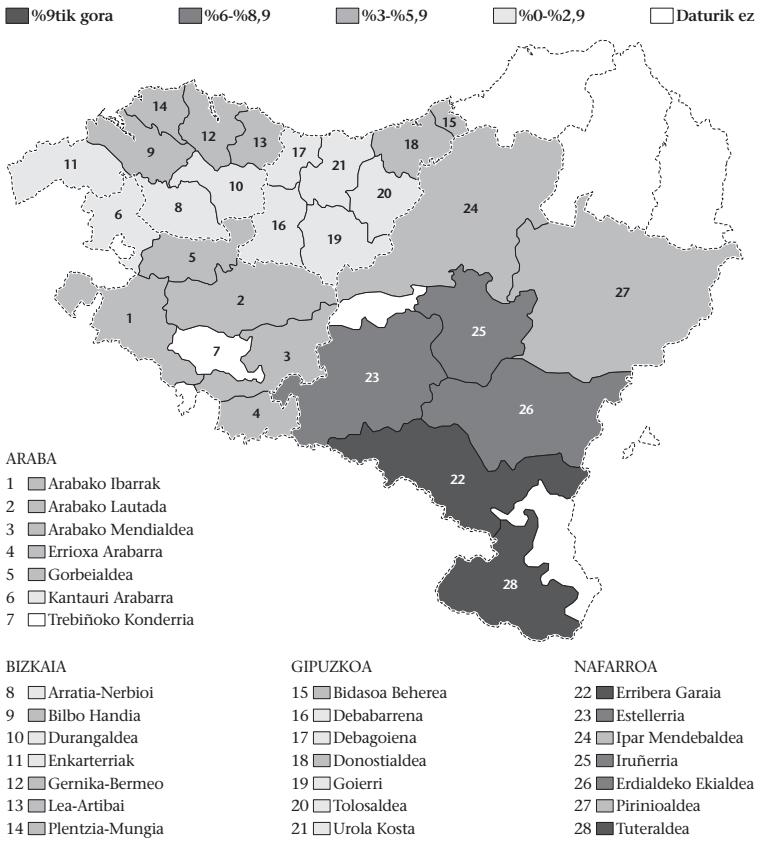 %9tik gora %6-%8,9 %3-%5,9 %0-%2,9 Daturik ez
14
15
12
13
18
9
17
21
11
10
20
8
24
6
16
19
5
27
2
1
25
7
3
23
4
26
22
28
ARABA
1 Arabako Ibarrak
2 Arabako Lautada
3 Arabako Mendialdea
4 Errioxa Arabarra
5 Gorbeialdea
6 Kantauri Arabarra
7 Trebiñoko Konderria
BIZKAIA
8 Arratia-Nerbioi
9 Bilbo Handia
10 Durangaldea
11 Enkarterriak
12 Gernika-Bermeo
13 Lea-Artibai
14 Plentzia-Mungia
GIPUZKOA
15 Bidasoa Beherea
16 Debabarrena
17 Debagoiena
18 Donostialdea
19 Goierri
20 Tolosaldea
21 Urola Kosta
NAFARROA
22 Erribera Garaia
23 Estellerria
24 Ipar Mendebaldea
25 Iruñerria
26 Erdialdeko Ekialdea
27 Pirinioaldea
28 Tuteraldea